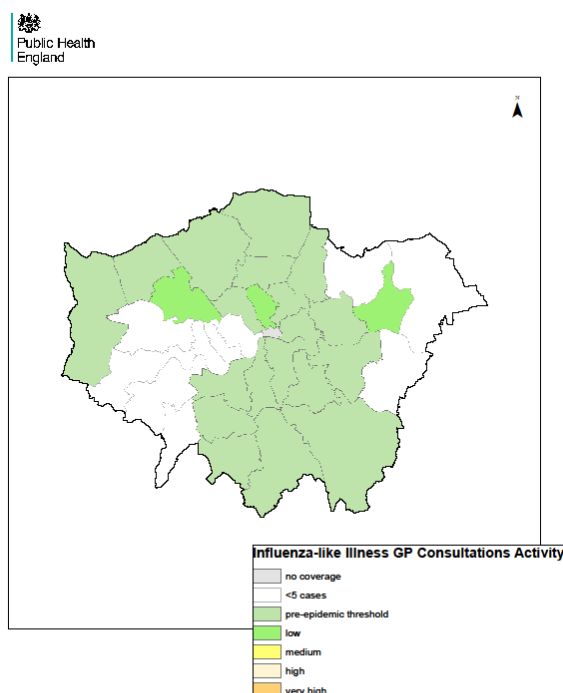 Public Health
England
N
Influenza-like Illness GP Consultations Activity
no coverage
<5 cases
pre-epidemic threshold
low
medium
high
very high